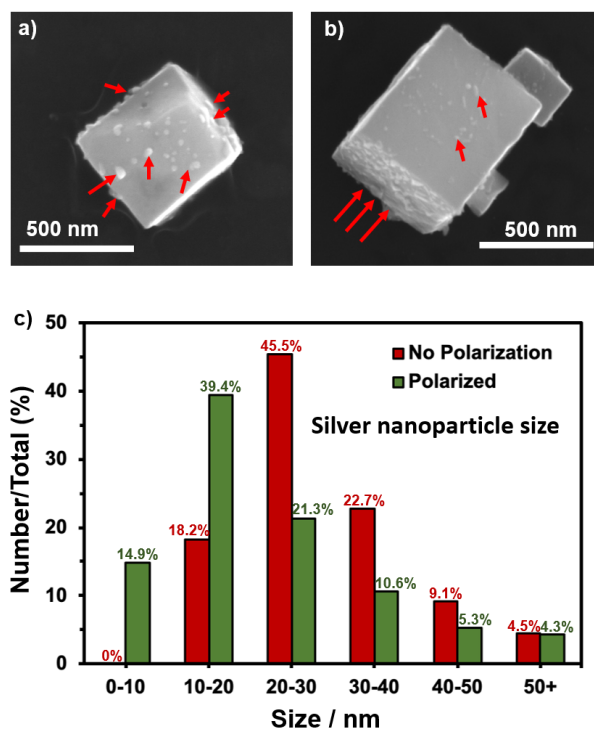 a)
500 nm
b)
500 nm
c)
Number/Total (%)
50
40
30
20
10
0
No Polarization
Polarized
Silver nanoparticle size
0%
14.9%
18.2%
39.4%
45.5%
21.3%
22.7%
10.6%
9.1%
5.3%
4.5%
4.3%
0-10 10-20 20-30 30-40 40-50 50+
Size / nm